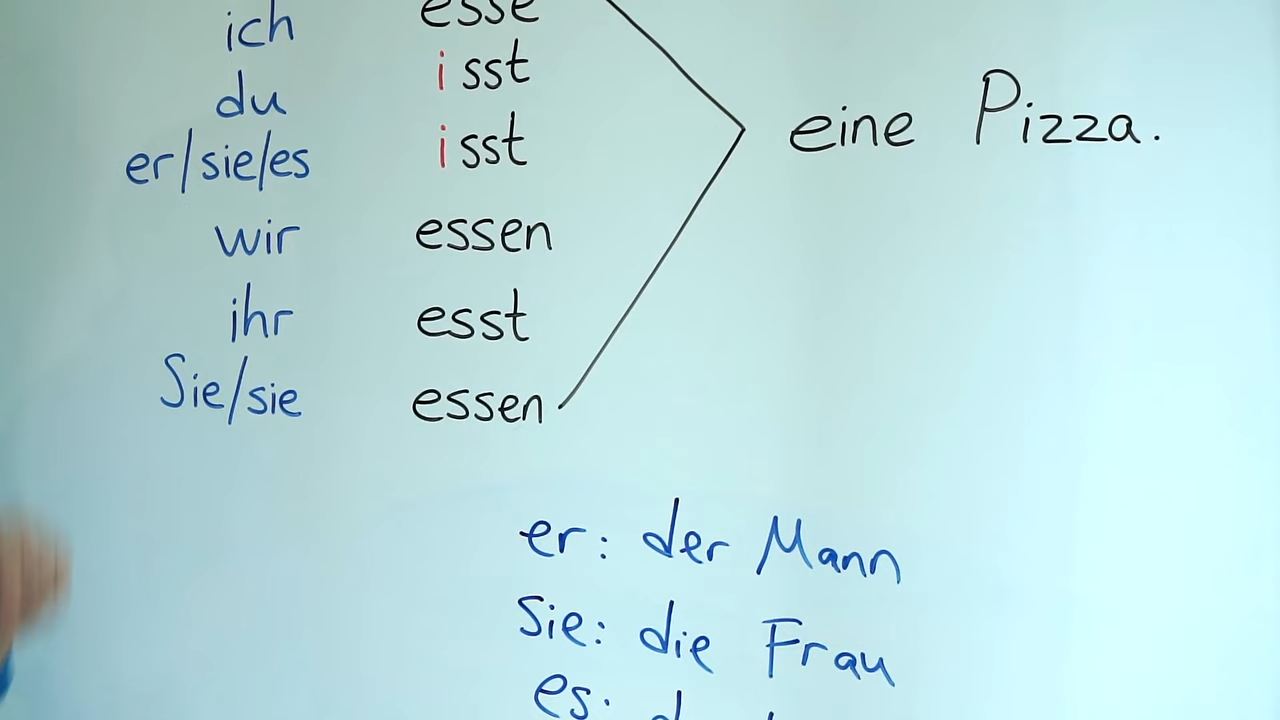 ich esse
du isst
er/sie/es isst eine Pizza.
wir essen
ihr esst
Sie/sie essen
er: der Mann
sie: die Frau
es: